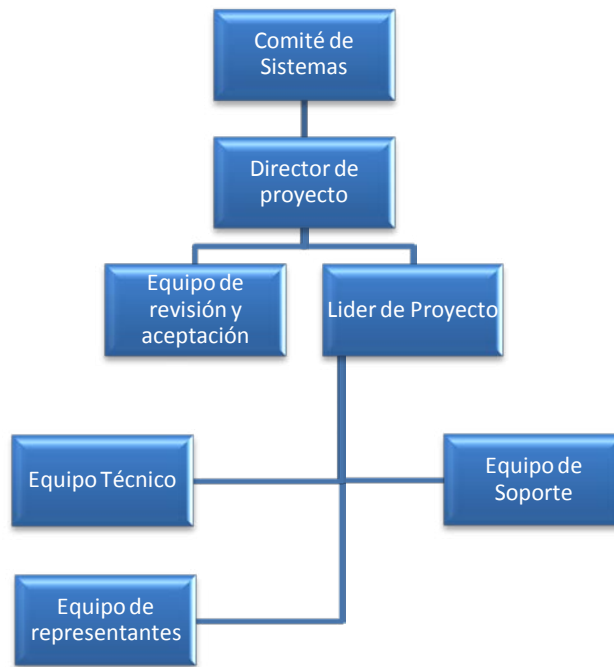 Comité de
Sistemas
Director de
proyecto
Equipo de
revisión y
aceptación
Lider de Proyecto
Equipo Técnico
Equipo de
Soporte
Equipo de
representantes